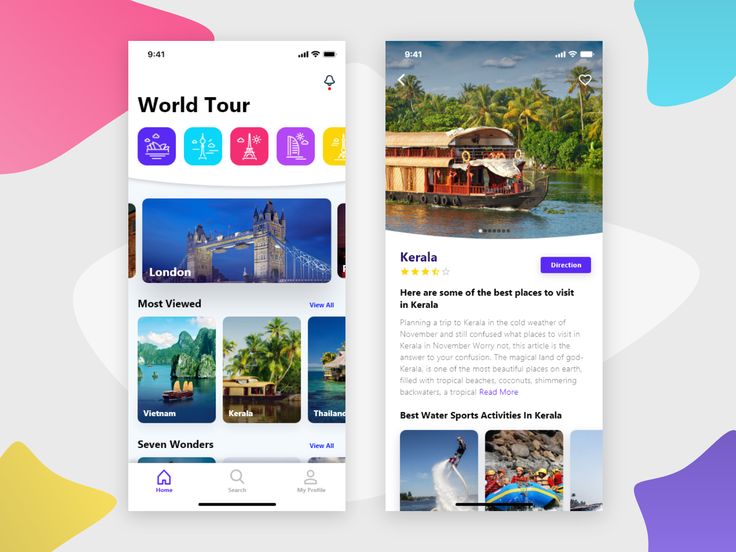 9:41
World Tour
London
Most Viewed
View All
Vietnam
Kerala
Thailand
Seven Wonders
View All
Home
Search
My Profile
9:41
Kerala
Direction
Here are some of the best places to visit
in Kerala
Planning a trip to Kerala in the cold weather of
November and still confused what places to visit in
Kerala in November Worry not, this article is the
answer to your confusion. The magical land of god-
Kerala, is one of the most beautiful places on earth,
filled with tropical beaches, coconuts, shimmering
backwaters, a tropical Read More
Best Water Sports Activities In Kerala